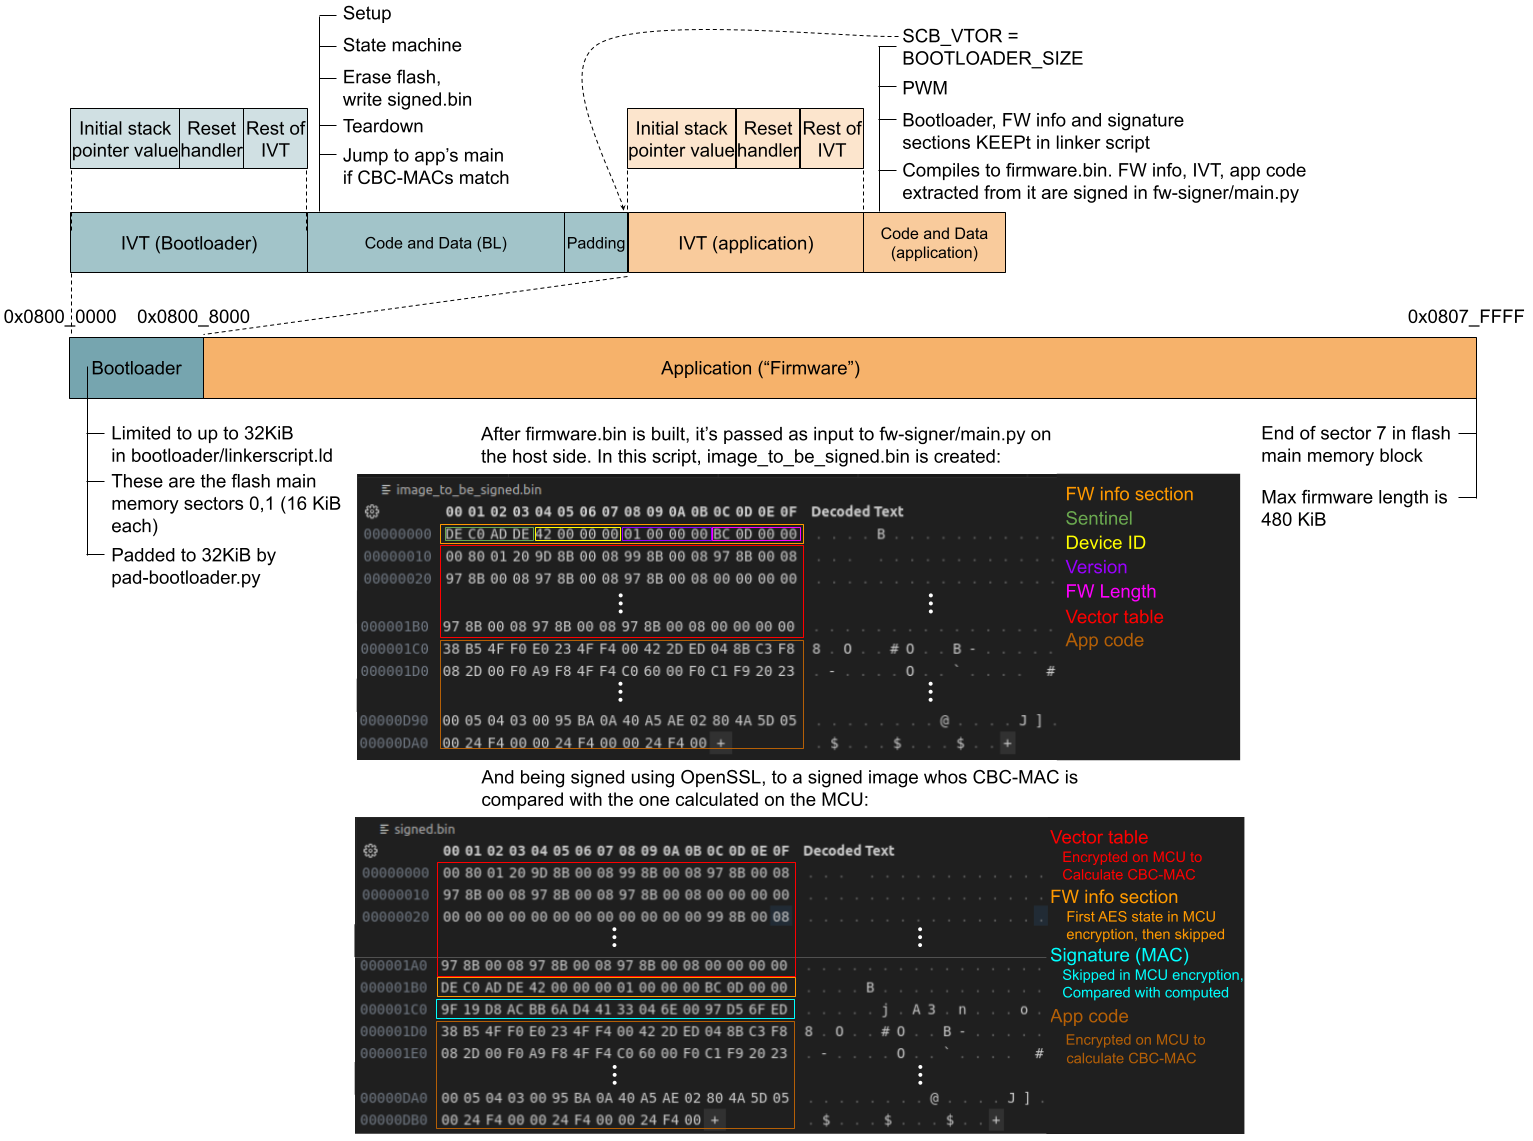 Setup
State machine
Erase flash,
write signed.bin
Teardown
Jump to app's main
if CBC-MACs match
SCB_VTOR =
BOOTLOADER_SIZE
PWM
Bootloader, FW info and signature
sections KEEPt in linker script
Compiles to firmware.bin. FW info, IVT, app code
extracted from it are signed in fw-signer/main.py
Initial stack
pointer value
Reset
handler
Rest of
IVT
Initial stack
pointer value
Reset
handler
Rest of
IVT
IVT (Bootloader)
Code and Data (BL)
Padding
IVT (application)
Code and Data
(application)
0x0800_0000
0x0800_8000
0x0807_FFFF
Bootloader
Application (“Firmware”)
Limited to up to 32KiB
in bootloader/linkerscript.ld
These are the flash main
memory sectors 0,1 (16 KiB
each)
Padded to 32KiB by
pad-bootloader.py
End of sector 7 in flash
main memory block
Max firmware length is
480 KiB
After firmware.bin is built, it's passed as input to fw-signer/main.py on
the host side. In this script, image_to_be_signed.bin is created:
image_to_be_signed.bin
00 01 02 03 04 05 06 07 08 09 0A 0B 0C 0D 0E 0F Decoded Text
00000000 DE C0 AD DE 42 00 00 00 01 00 00 00 BC 0D 00 00 . . . . B . . . . . . . . . . .
00000010 00 80 01 20 9D 8B 00 08 99 8B 00 08 97 8B 00 08
00000020 97 8B 00 08 97 8B 00 08 97 8B 00 08 00 00 00 00
000001B0 97 8B 00 08 97 8B 00 08 97 8B 00 08 00 00 00 00
000001C0 38 B5 4F F0 E0 23 4F F4 00 42 2D ED 04 8B C3 F8 8 . O . . # O . . B - . . . . .
000001D0 08 2D 00 F0 A9 F8 4F F4 C0 60 00 F0 C1 F9 20 23 . - . . . . O . . ` . . . . #
00000D90 00 05 04 03 00 95 BA 0A 40 A5 AE 02 80 4A 5D 05 . . . . . . . . @ . . . . J ] .
00000DA0 00 24 F4 00 00 24 F4 00 00 24 F4 00 + . $ . . . $ . . . $ . . +
FW info section
Sentinel
Device ID
Version
FW Length
Vector table
App code
And being signed using OpenSSL, to a signed image whos CBC-MAC is
compared with the one calculated on the MCU:
signed.bin
00 01 02 03 04 05 06 07 08 09 0A 0B 0C 0D 0E 0F Decoded Text
00000000 00 80 01 20 9D 8B 00 08 99 8B 00 08 97 8B 00 08
00000010 97 8B 00 08 97 8B 00 08 97 8B 00 08 00 00 00 00
00000020 00 00 00 00 00 00 00 00 00 00 00 00 99 8B 00 08
000001A0 97 8B 00 08 97 8B 00 08 97 8B 00 08 00 00 00 00
000001B0 DE C0 AD DE 42 00 00 00 01 00 00 00 BC 0D 00 00 . . . . B . . . . . . . . . . .
000001C0 9F 19 D8 AC BB 6A D4 41 33 04 6E 00 97 D5 6F ED . . . . . j . A 3 . n . . . o .
000001D0 38 B5 4F F0 E0 23 4F F4 00 42 2D ED 04 8B C3 F8 8 . O . . # O . . B - . . . . .
000001E0 08 2D 00 F0 A9 F8 4F F4 C0 60 00 F0 C1 F9 20 23 . - . . . . O . . ` . . . . #
00000DA0 00 05 04 03 00 95 BA 0A 40 A5 AE 02 80 4A 5D 05 . . . . . . . . @ . . . . J ] .
00000DB0 00 24 F4 00 00 24 F4 00 00 24 F4 00 + . $ . . . $ . . . $ . . +
Vector table
Encrypted on MCU to
Calculate CBC-MAC
FW info section
First AES state in MCU
encryption, then skipped
Signature (MAC)
Skipped in MCU encryption,
Compared with computed
App code
Encrypted on MCU to
calculate CBC-MAC